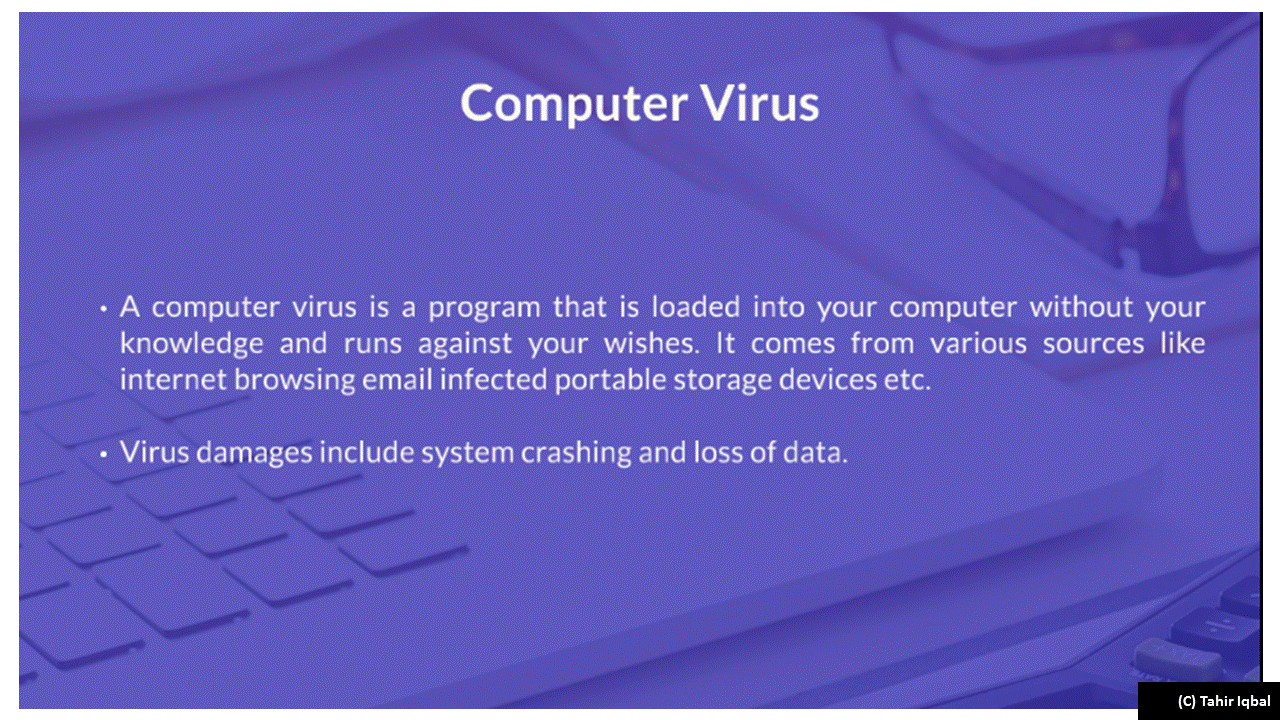 Computer Virus
• A computer virus is a program that is loaded into your computer without your
knowledge and runs against your wishes. It comes from various sources like
internet browsing email infected portable storage devices etc.
• Virus damages include system crashing and loss of data.
(C) Tahir Iqbal